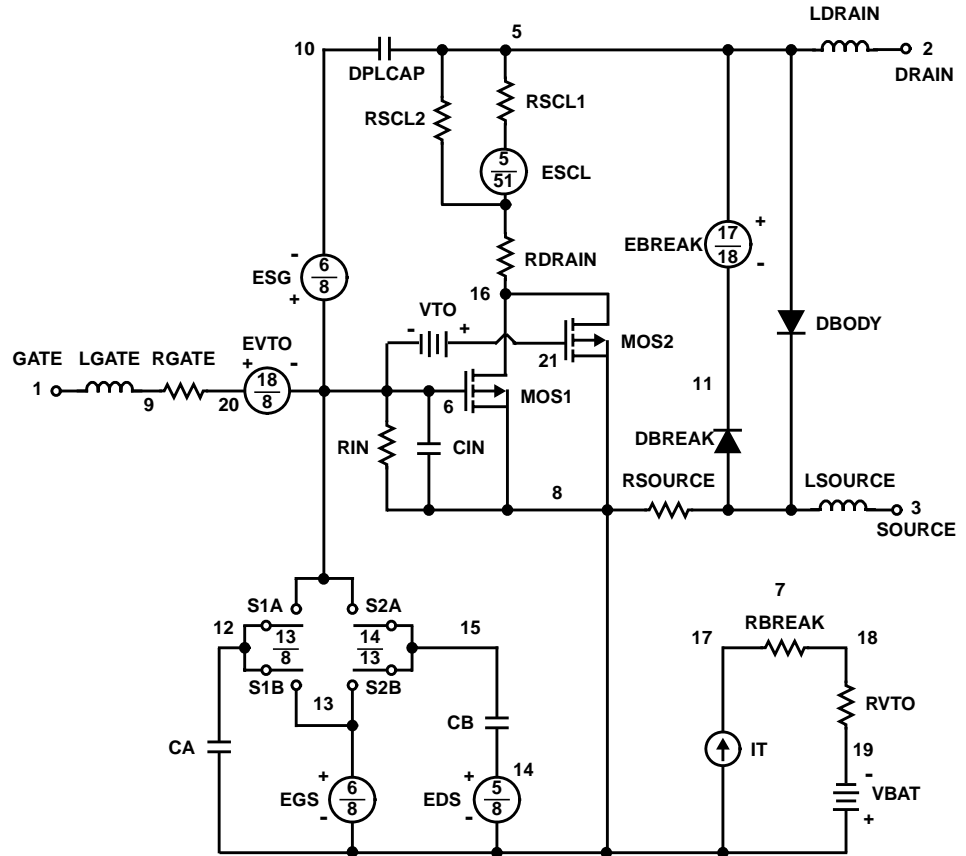 LDRAIN
10
5
2
DPLCAP
DRAIN
RSCL1
RSCL2
5
51
ESCL
EBREAK
17
18
+
-
RDRAIN
-
ESG
6
8
+
16
VTO
-
+
DBODY
MOS2
GATE
LGATE
RGATE
EVTO
+
-
21
1
9
20
18
8
6
MOS1
11
DBREAK
RIN
CIN
8
RSOURCE
LSOURCE
3
SOURCE
S1A
S2A
7
12
13
8
14
13
15
RBREAK
17
18
S1B
S2B
13
RVTO
CB
CA
IT
19
+
EGS
6
8
-
+
EDS
5
8
-
14
-
VBAT
+